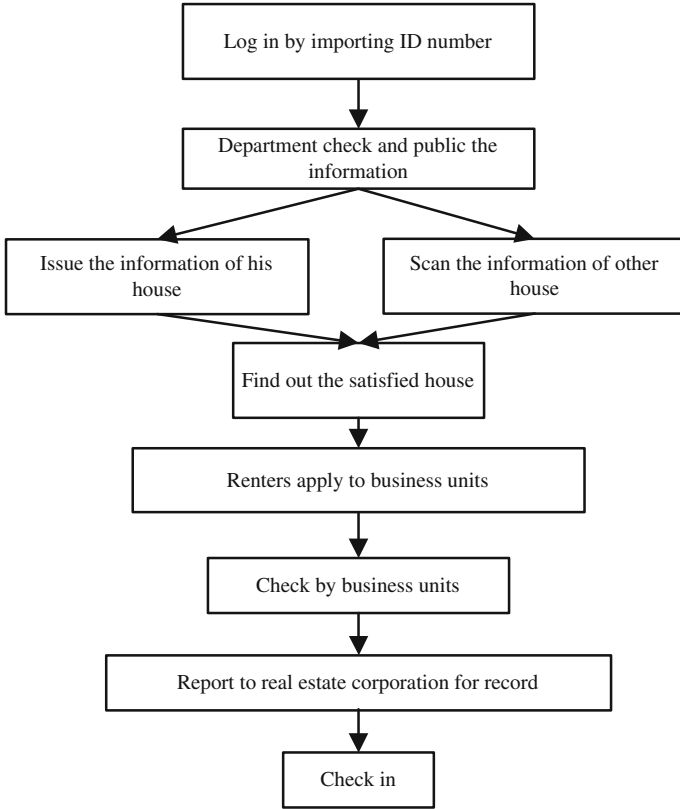 Log in by importing ID number
Department check and public the
information
Issue the information of his
house
Scan the information of other
house
Find out the satisfied house
Renters apply to business units
Check by business units
Report to real estate corporation for record
Check in